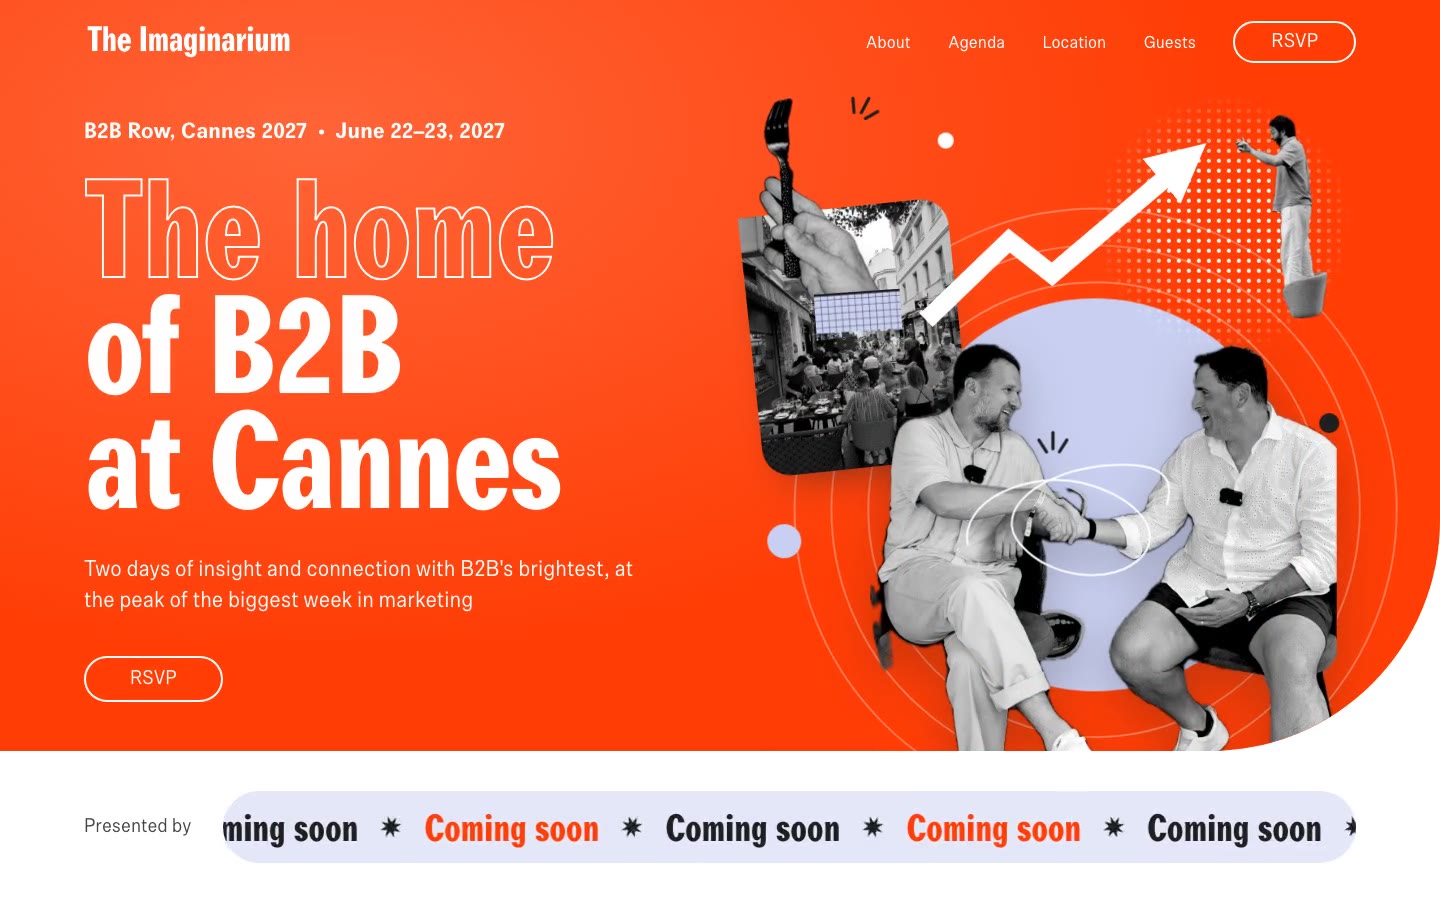 The Imaginarium
About Agenda Location Guests RSVP
B2B Row, Cannes 2027 • June 22–23, 2027
The home
of B2B
at Cannes
Two days of insight and connection with B2B's brightest, at
the peak of the biggest week in marketing
RSVP
Presented by ming soon ✷ Coming soon ✷ Coming soon ✷ Coming soon ✷ Coming soon